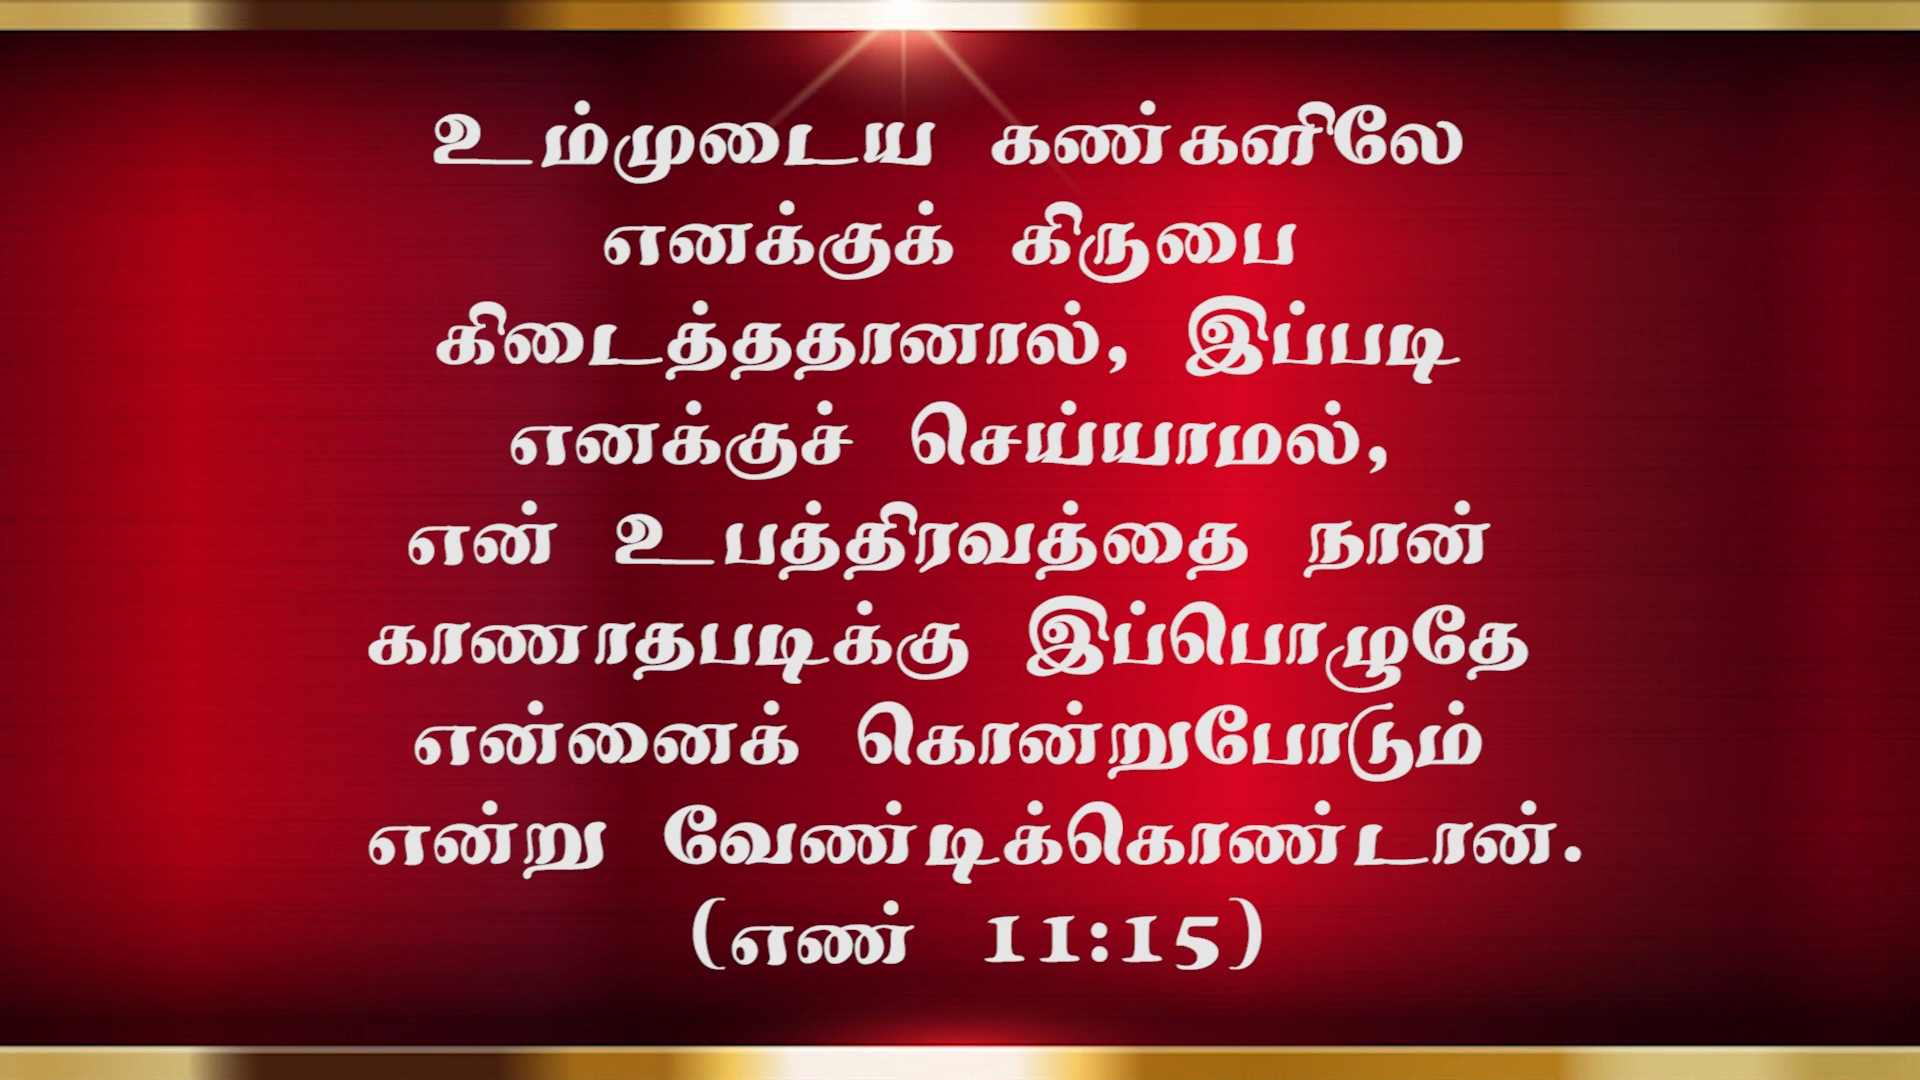 உம்முடைய கண்களிலே
எனக்குக் கிருபை
கிடைத்ததானால், இப்படி
எனக்குச் செய்யாமல்,
என் உபத்திரவத்தை நான்
காணாதபடிக்கு இப்பொழுதே
என்னைக் கொன்றுபோடும்
என்று வேண்டிக்கொண்டான்.
(எண் 11:15)